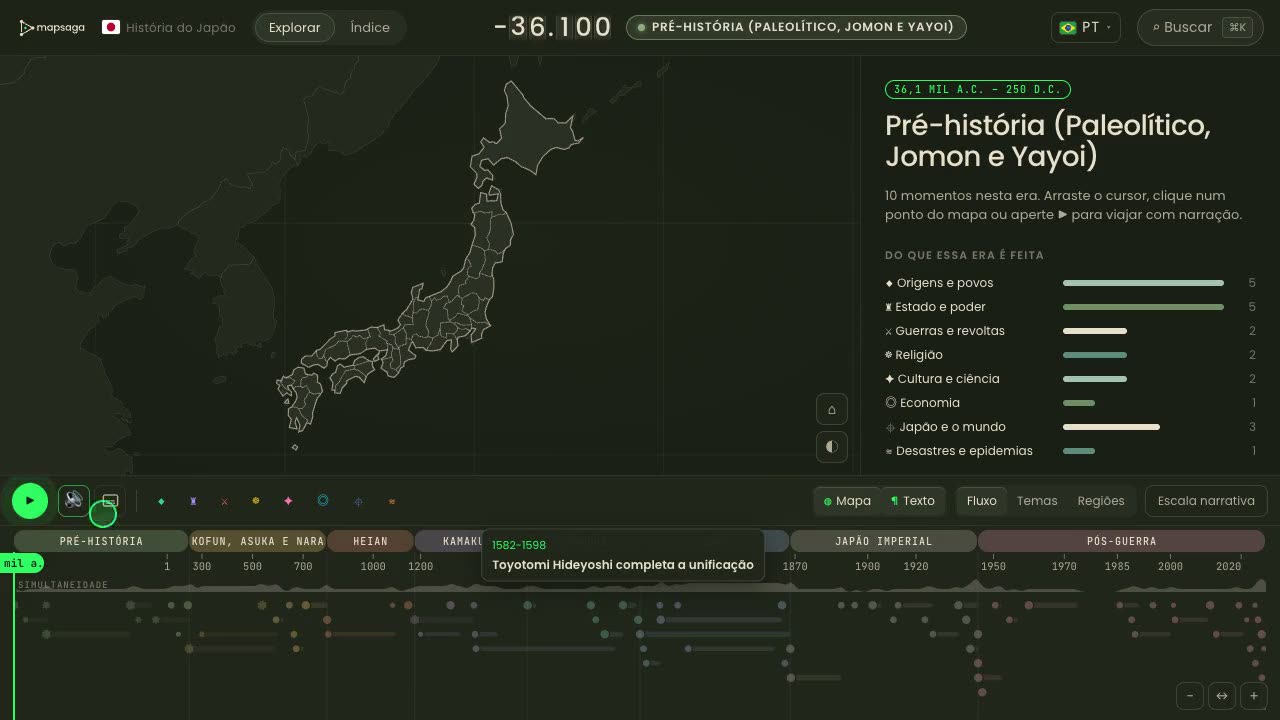 mapsaga
História do Japão
Explorar
Índice
-36.100
PRÉ-HISTÓRIA (PALEOLÍTICO, JOMON E YAYOI)
PT
Buscar
⌘K
36,1 MIL A.C. – 250 D.C.
Pré-história (Paleolítico,
Jomon e Yayoi)
10 momentos nesta era. Arraste o cursor, clique num
ponto do mapa ou aperte ▶ para viajar com narração.
DO QUE ESSA ERA É FEITA
Origens e povos 5
Estado e poder 5
Guerras e revoltas 2
Religião 2
Cultura e ciência 2
Economia 1
Japão e o mundo 3
Desastres e epidemias 1
Mapa
Texto
Fluxo
Temas
Regiões
Escala narrativa
PRÉ-HISTÓRIA
KOFUN, ASUKA E NARA
HEIAN
KAMAKU
JAPÃO IMPERIAL
PÓS-GUERRA
1582–1598
Toyotomi Hideyoshi completa a unificação
mil a.
1 300 500 700 1000 1200 1870 1900 1920 1950 1970 1985 2000 2020
SIMULTANEIDADE